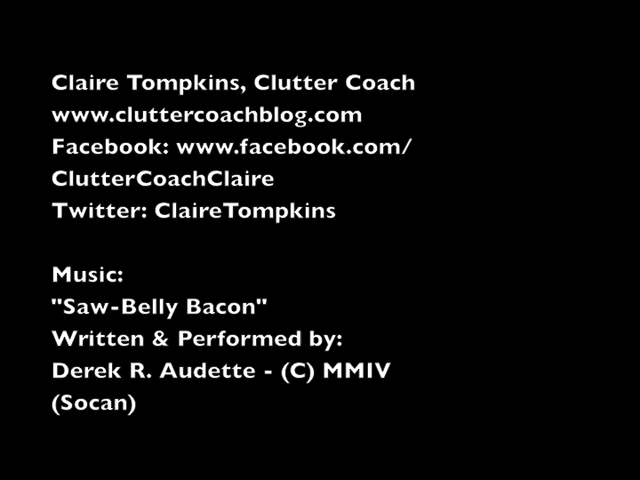 Claire Tompkins, Clutter Coach
www.cluttercoachblog.com
Facebook: www.facebook.com/
ClutterCoachClaire
Twitter: ClaireTompkins
Music:
"Saw-Belly Bacon"
Written & Performed by:
Derek R. Audette - (C) MMIV
(Socan)